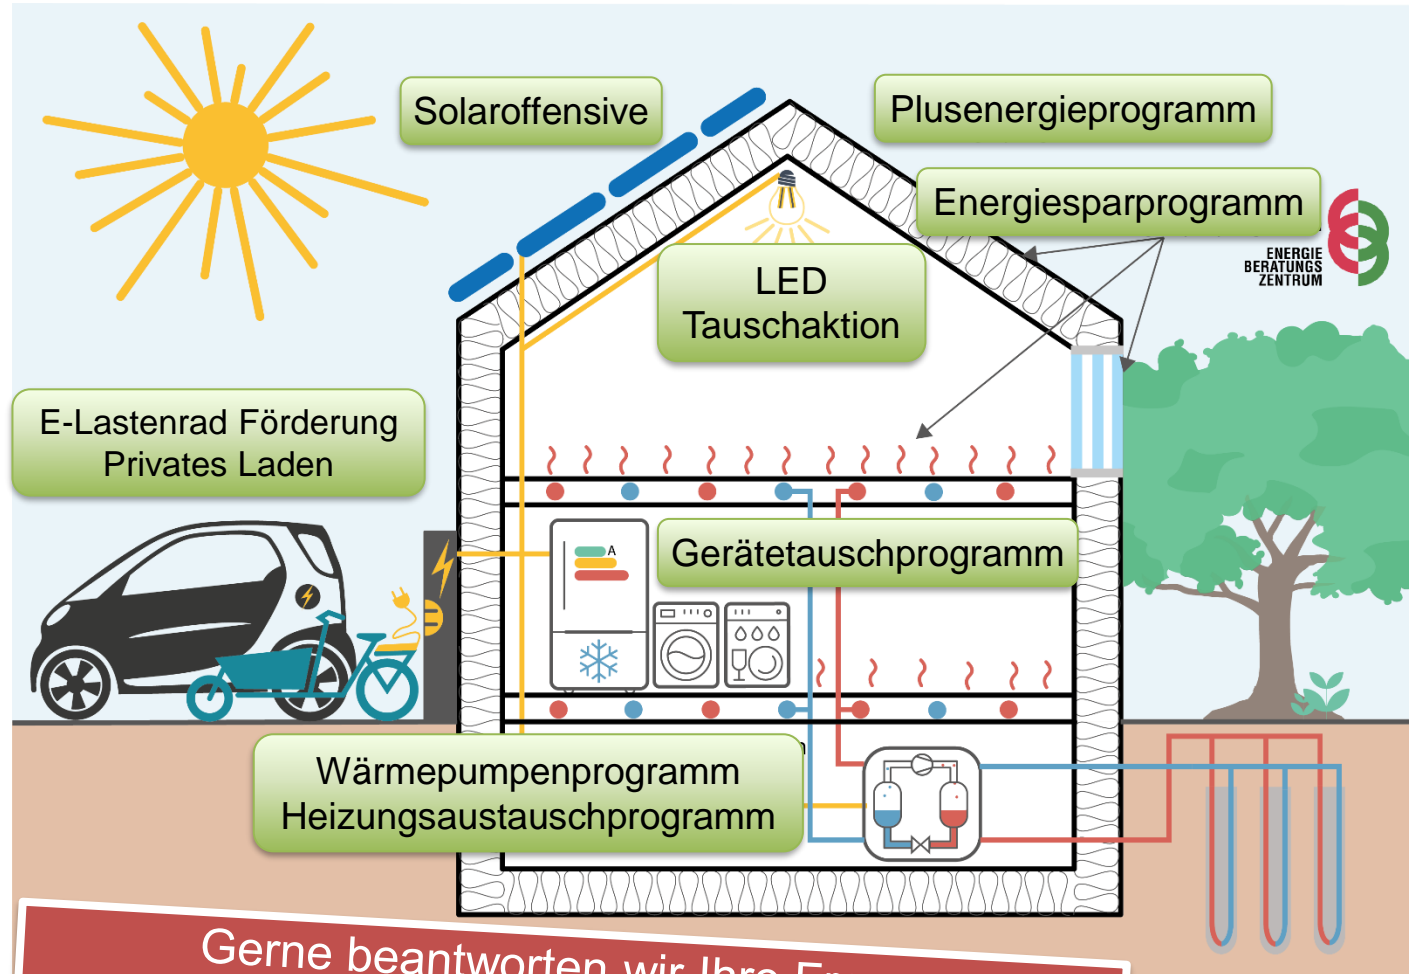 Solaroffensive
Plusenergieprogramm
Energiesparprogramm
ENERGIE
BERATUNGS
ZENTRUM
LED
Tauschaktion
E-Lastenrad Förderung
Privates Laden
A
Gerätetauschprogramm
Wärmepumpenprogramm
Heizungsaustauschprogramm
Gerne beantworten wir Ihre